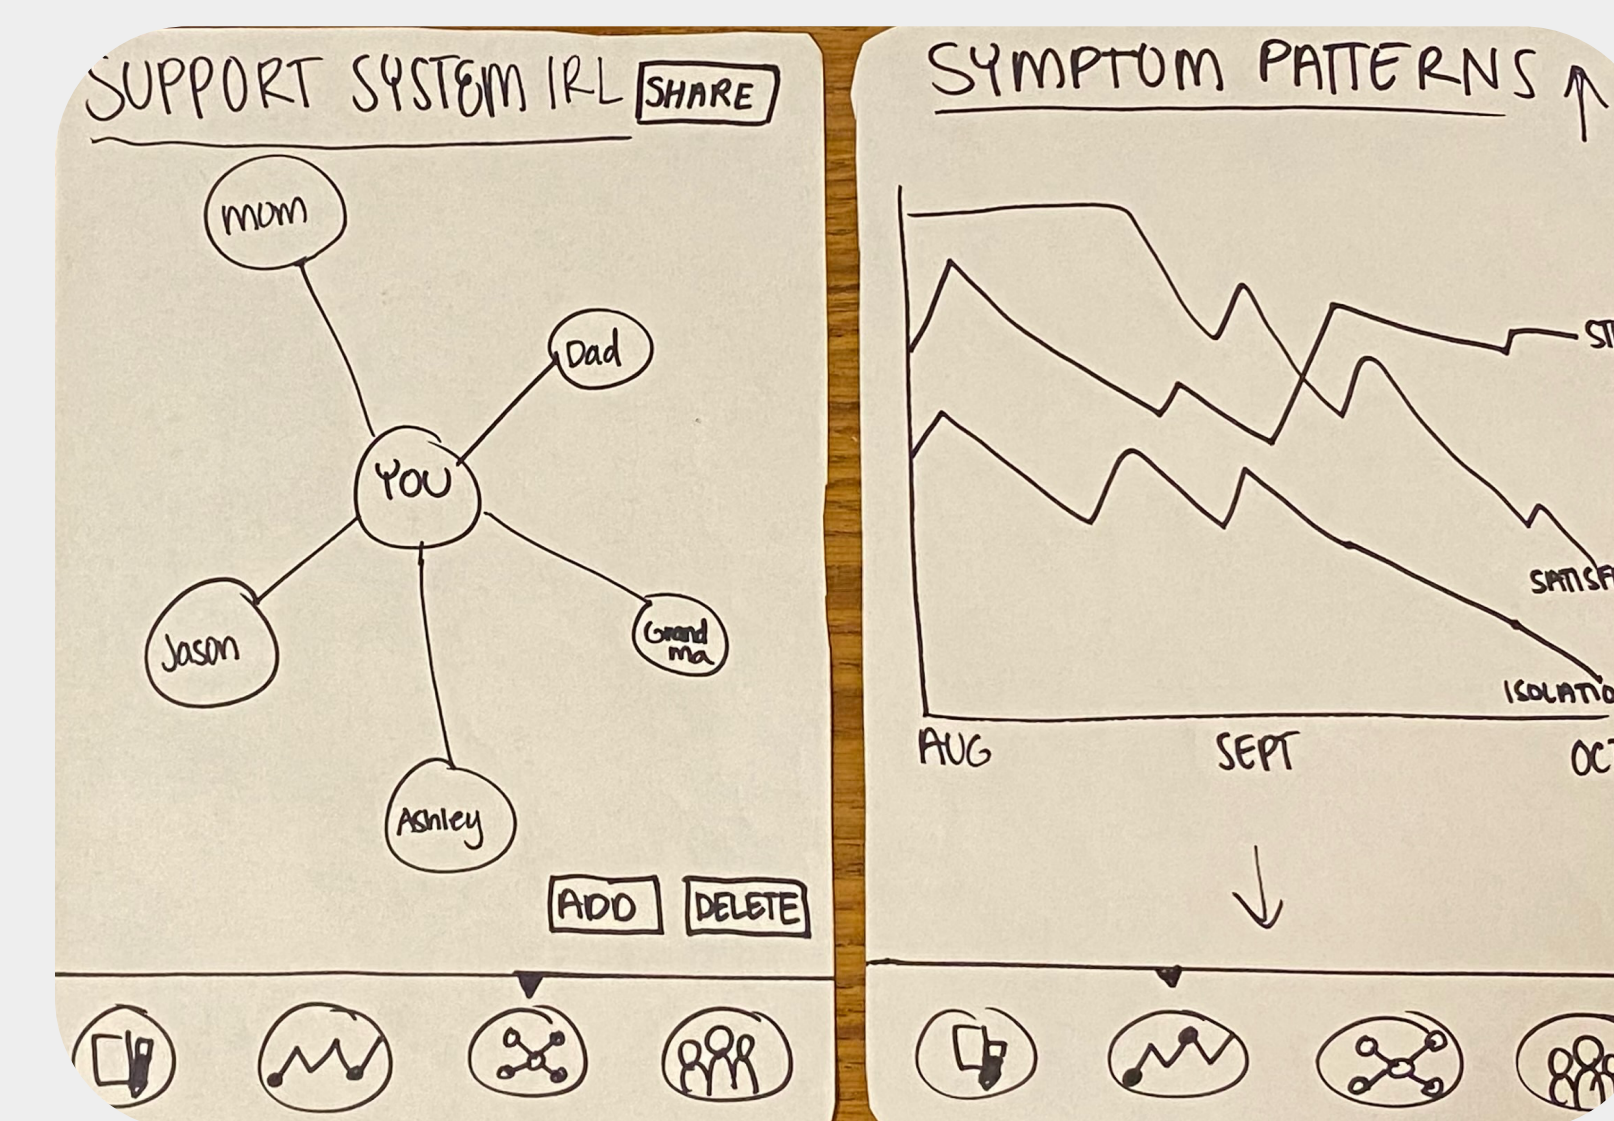 SUPPORT SYSTEM IRL
SHARE
mom
Dad
YOU
Jason
Grand
ma
Ashley
ADD
DELETE
SYMPTOM PATTERNS
AUG
SEPT